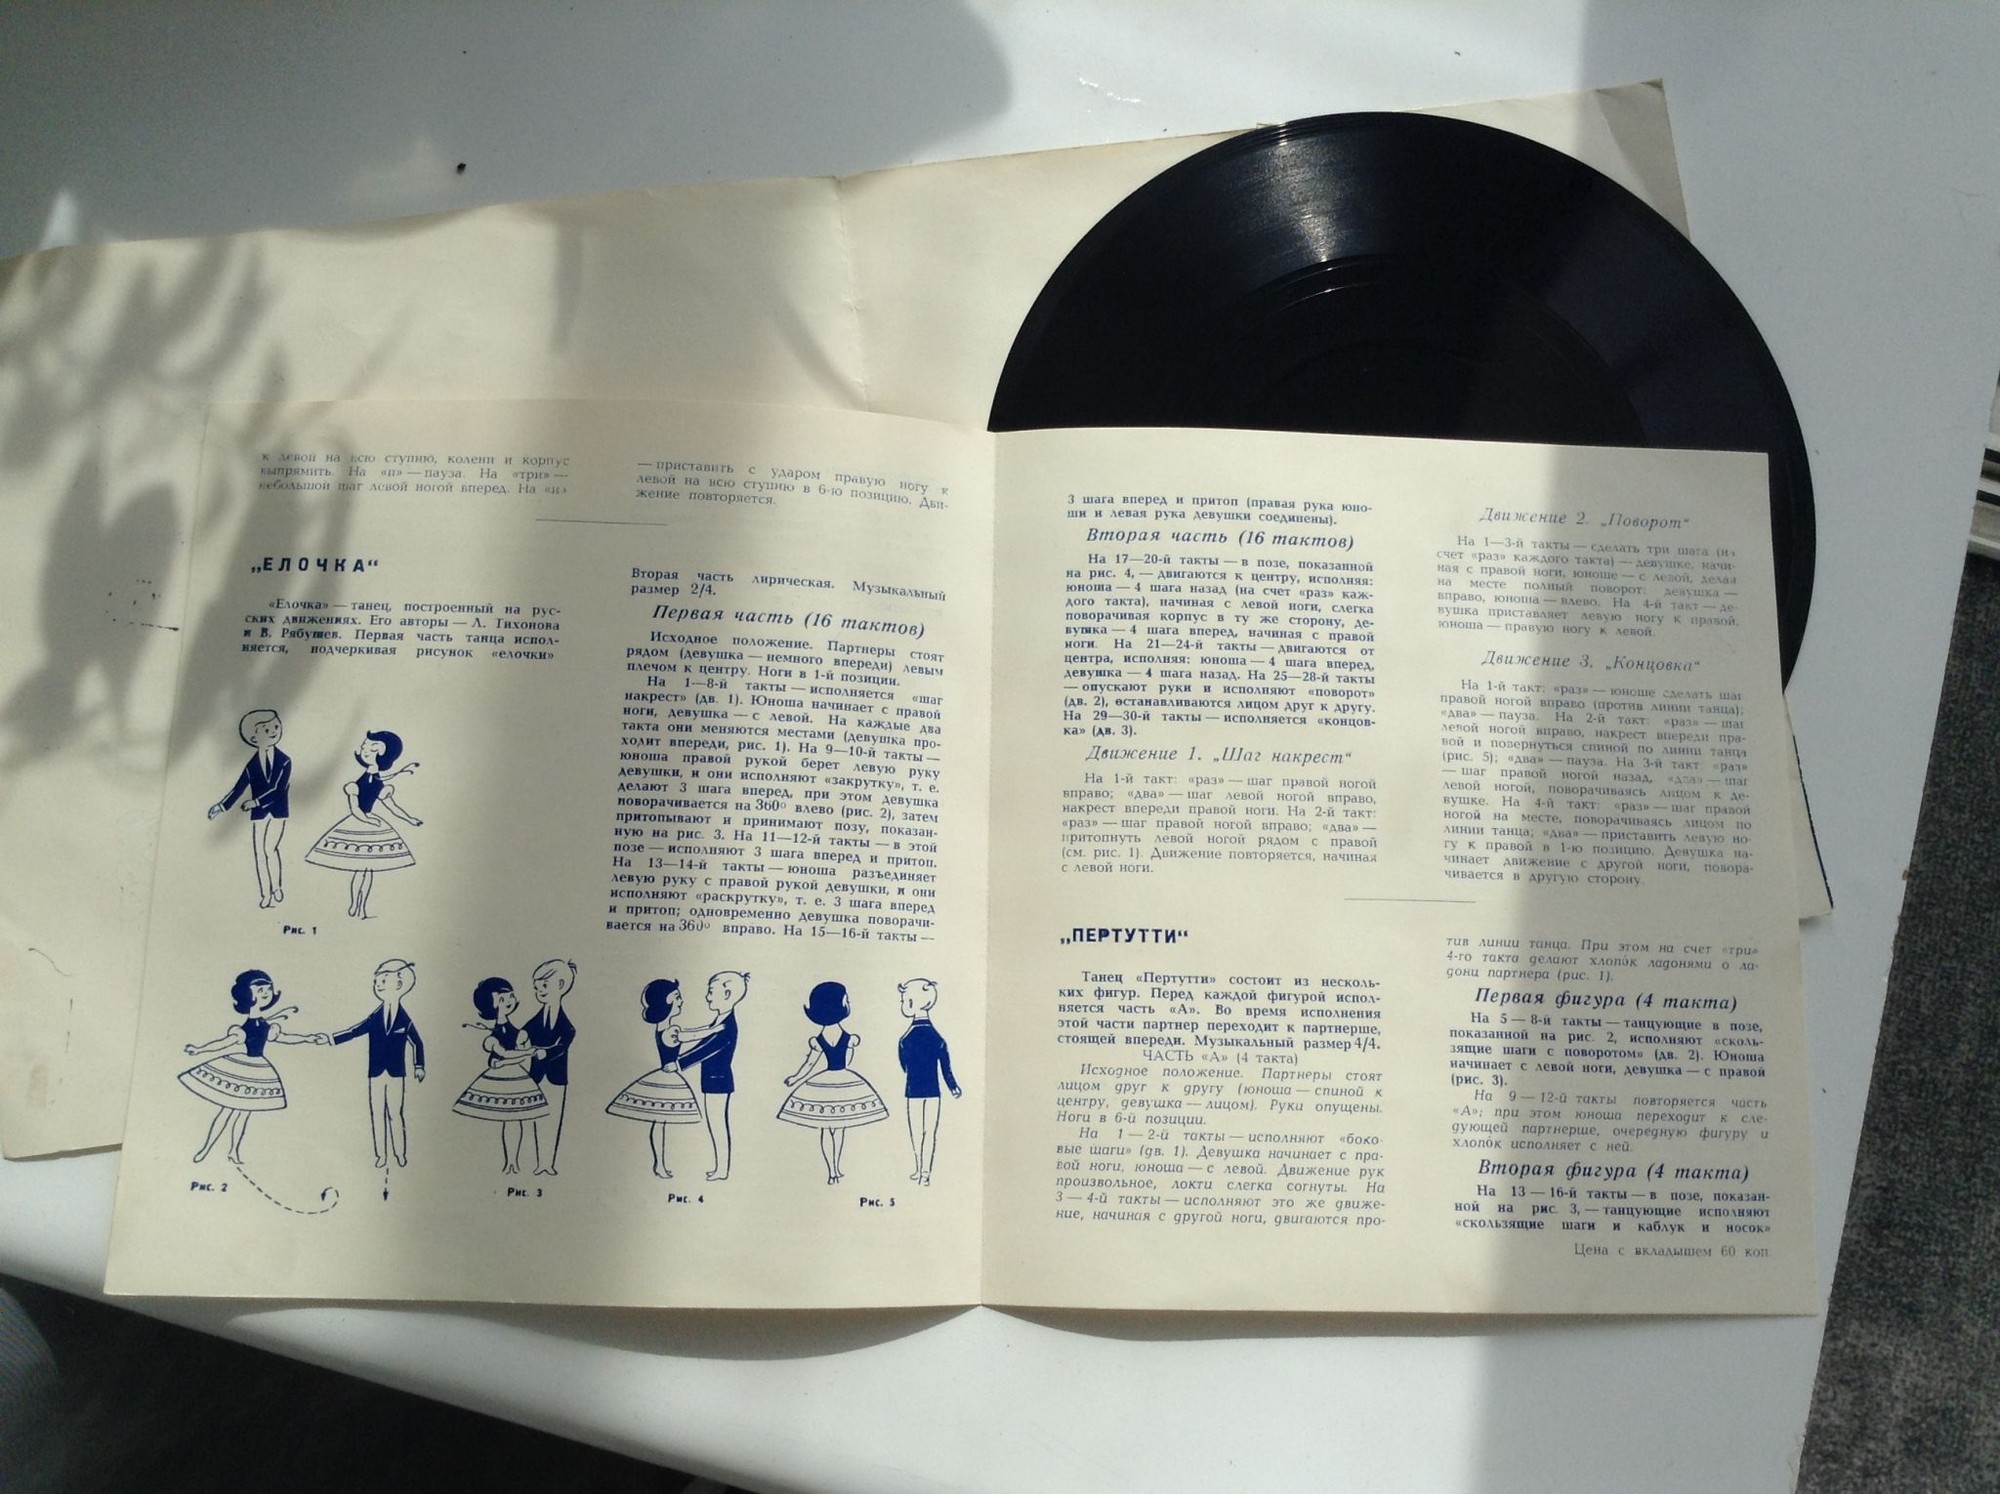 к левой на всю ступню, колени и корпус
выпрямить. На «и» — пауза. На «три» —
небольшой шаг левой ногой вперед. На «и»
— приставить с ударом правую ногу к
левой на всю ступню в 6-ю позицию. Дви-
жение повторяется.
„ЕЛОЧКА“
«Елочка» — танец, построенный на рус-
ских движениях. Его авторы — Л. Тихонова
и В. Рябушев. Первая часть танца испол-
няется, подчеркивая рисунок «елочки»
Рис. 1
Вторая часть лирическая. Музыкальный
размер 2/4.
Первая часть (16 тактов)
Исходное положение. Партнеры стоят
рядом (девушка — немного впереди) левым
плечом к центру. Ноги в 1-й позиции.
На 1—8-й такты — исполняется «шаг
накрест» (дв. 1). Юноша начинает с правой
ноги, девушка — с левой. На каждые два
такта они меняются местами (девушка про-
ходит впереди, рис. 1). На 9—10-й такты —
юноша правой рукой берет левую руку
девушки, и они исполняют «закрутку», т. е.
делают 3 шага вперед, при этом девушка
поворачивается на 360° влево (рис. 2), затем
притопывают и принимают позу, показан-
ную на рис. 3. На 11—12-й такты — в этой
позе — исполняют 3 шага вперед и притоп.
На 13—14-й такты — юноша разъединяет
левую руку с правой рукой девушки, и они
исполняют «раскрутку», т. е. 3 шага вперед
и притоп; одновременно девушка поворачи-
вается на 360° вправо. На 15—16-й такты —
Рис. 2
Рис. 3
Рис. 4
Рис. 5
3 шага вперед и притоп (правая рука юно-
ши и левая рука девушки соединены).
Вторая часть (16 тактов)
На 17—20-й такты — в позе, показанной
на рис. 4, — двигаются к центру, исполняя:
юноша — 4 шага назад (на счет «раз» каж-
дого такта), начиная с левой ноги, слегка
поворачивая корпус в ту же сторону, де-
вушка — 4 шага вперед, начиная с правой
ноги. На 21—24-й такты — двигаются от
центра, исполняя: юноша — 4 шага вперед,
девушка — 4 шага назад. На 25—28-й такты
— опускают руки и исполняют «поворот»
(дв. 2), останавливаются лицом друг к другу.
На 29—30-й такты — исполняется «концов-
ка» (дв. 3).
Движение 1. „Шаг накрест“
На 1-й такт: «раз» — шаг правой ногой
вправо; «два» — шаг левой ногой вправо,
накрест впереди правой ноги. На 2-й такт:
«раз» — шаг правой ногой вправо; «два» —
притопнуть левой ногой рядом с правой
(см. рис. 1). Движение повторяется, начиная
с левой ноги.
Движение 2. „Поворот“
На 1—3-й такты — сделать три шага (на
счет «раз» каждого такта) — девушке, начи-
ная с правой ноги, юноше — с левой, делая
на месте полный поворот: девушка —
вправо, юноша — влево. На 4-й такт — де-
вушка приставляет левую ногу к правой,
юноша — правую ногу к левой.
Движение 3. „Концовка“
На 1-й такт: «раз» — юноше сделать шаг
правой ногой вправо (против линии танца);
«два» — пауза. На 2-й такт: «раз» — шаг
левой ногой вправо, накрест впереди пра-
вой и повернуться спиной по линии танца
(рис. 5); «два» — пауза. На 3-й такт: «раз»
— шаг правой ногой назад, «два» — шаг
левой ногой, поворачиваясь лицом к де-
вушке. На 4-й такт: «раз» — шаг правой
ногой на месте, поворачиваясь лицом по
линии танца; «два» — приставить левую но-
гу к правой в 1-ю позицию. Девушка на-
чинает движение с другой ноги, повора-
чивается в другую сторону.
„ПЕРТУТТИ“
Танец «Пертутти» состоит из несколь-
ких фигур. Перед каждой фигурой испол-
няется часть «А». Во время исполнения
этой части партнер переходит к партнерше,
стоящей впереди. Музыкальный размер 4/4.
ЧАСТЬ «А» (4 такта)
Исходное положение. Партнеры стоят
лицом друг к другу (юноша — спиной к
центру, девушка — лицом). Руки опущены.
Ноги в 6-й позиции.
На 1 — 2-й такты — исполняют «боко-
вые шаги» (дв. 1). Девушка начинает с пра-
вой ноги, юноша — с левой. Движение рук
произвольное, локти слегка согнуты. На
3 — 4-й такты — исполняют это же движе-
ние, начиная с другой ноги, двигаются про-
тив линии танца. При этом на счет «три»
4-го такта делают хлопок ладонями о ла-
дони партнера (рис. 1).
Первая фигура (4 такта)
На 5 — 8-й такты — танцующие в позе,
показанной на рис. 2, исполняют «сколь-
зящие шаги с поворотом» (дв. 2). Юноша
начинает с левой ноги, девушка — с правой
(рис. 3).
На 9 — 12-й такты повторяется часть
«А»; при этом юноша переходит к сле-
дующей партнерше, очередную фигуру и
хлопок исполняет с ней.
Вторая фигура (4 такта)
На 13 — 16-й такты — в позе, показан-
ной на рис. 3, — танцующие исполняют
«скользящие шаги и каблук и носок»
Цена с вкладышем 60 коп.